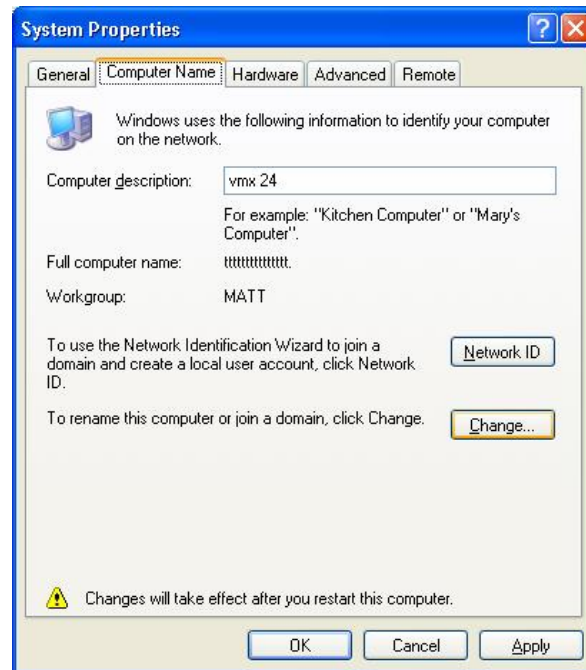 System Properties
General Computer Name Hardware Advanced Remote
Windows uses the following information to identify your computer
on the network.
Computer description: vmx 24
For example: "Kitchen Computer" or "Mary's
Computer".
Full computer name: ttttttttttttttt.
Workgroup: MATT
To use the Network Identification Wizard to join a
domain and create a local user account, click Network
ID.
Network ID
To rename this computer or join a domain, click Change.
Change...
Changes will take effect after you restart this computer.
OK Cancel Apply